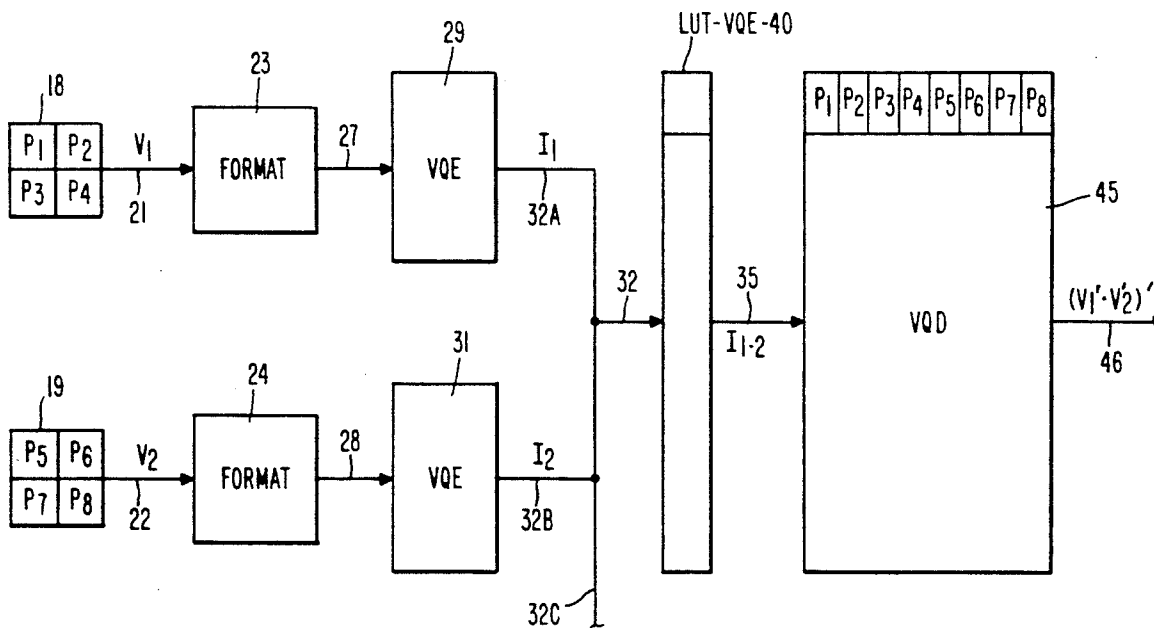 LUT-VQE-40
29
23
18
P1 P2 P3 P4 P5 P6 P7 P8
P1 P2
V1
27
I1
FORMAT
VQE
P3 P4
21
32A
45
32
35
(V1'-V2')'
I1-2
VQD
46
31
24
19
P5 P6
V2
28
I2
FORMAT
VQE
P7 P8
22
32B
32C